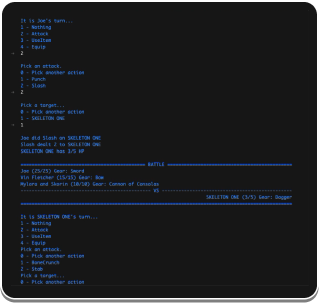 It is Joe's turn...
1 - Nothing
2 - Attack
3 - UseItem
4 - Equip
2
Pick an attack.
0 - Pick another action
1 - Punch
2 - Slash
2
Pick a target...
0 - Pick another action
1 - SKELETON ONE
1
Joe did Slash on SKELETON ONE
Slash dealt 2 to SKELETON ONE
SKELETON ONE has 3/5 HP
BATTLE
Joe (25/25) Gear: Sword
Vin Fletcher (15/15) Gear: Bow
Mylara and Skorin (10/10) Gear: Cannon of Consolas
VS
SKELETON ONE (3/5) Gear: Dagger
It is SKELETON ONE's turn...
1 - Nothing
2 - Attack
3 - UseItem
4 - Equip
Pick an attack.
0 - Pick another action
1 - BoneCrunch
2 - Stab
Pick a target...
0 - Pick another action